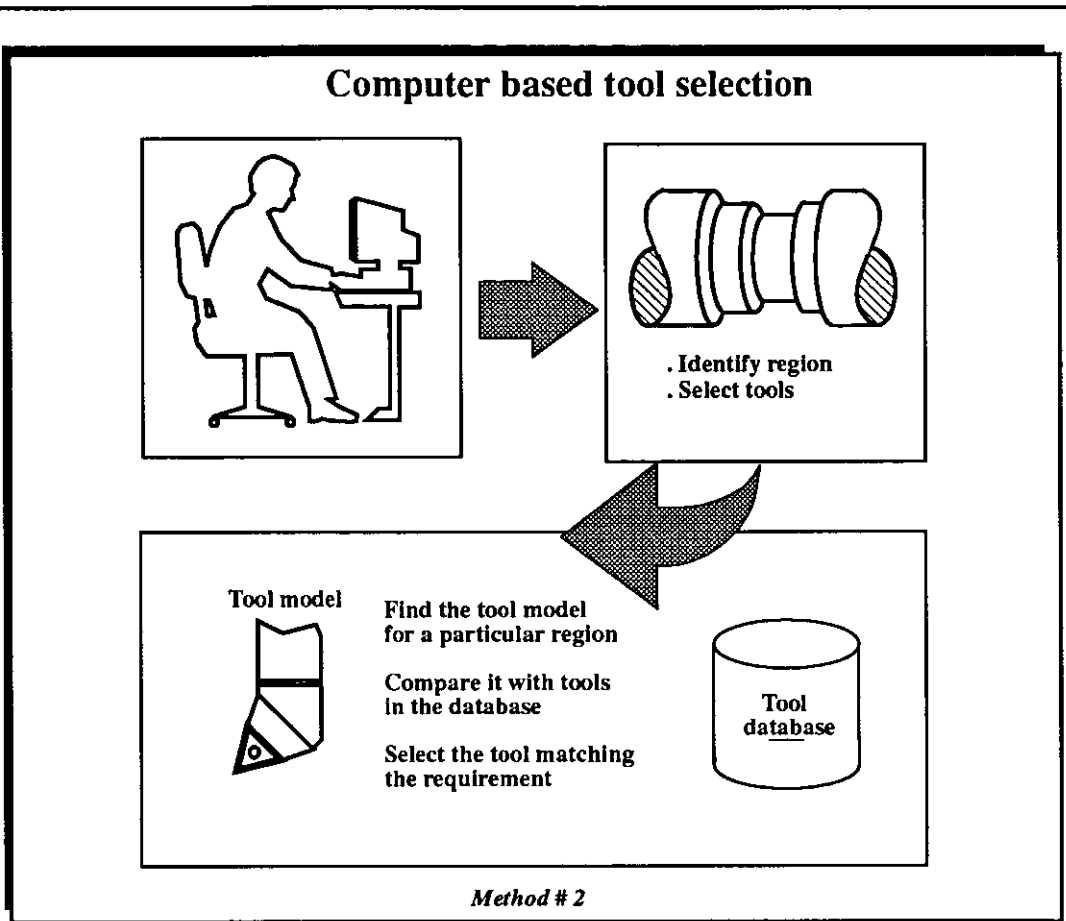 Computer based tool selection
. Identify region
. Select tools
Tool model
Find the tool model
for a particular region
Compare it with tools
in the database
Select the tool matching
the requirement
Tool
database
Method # 2